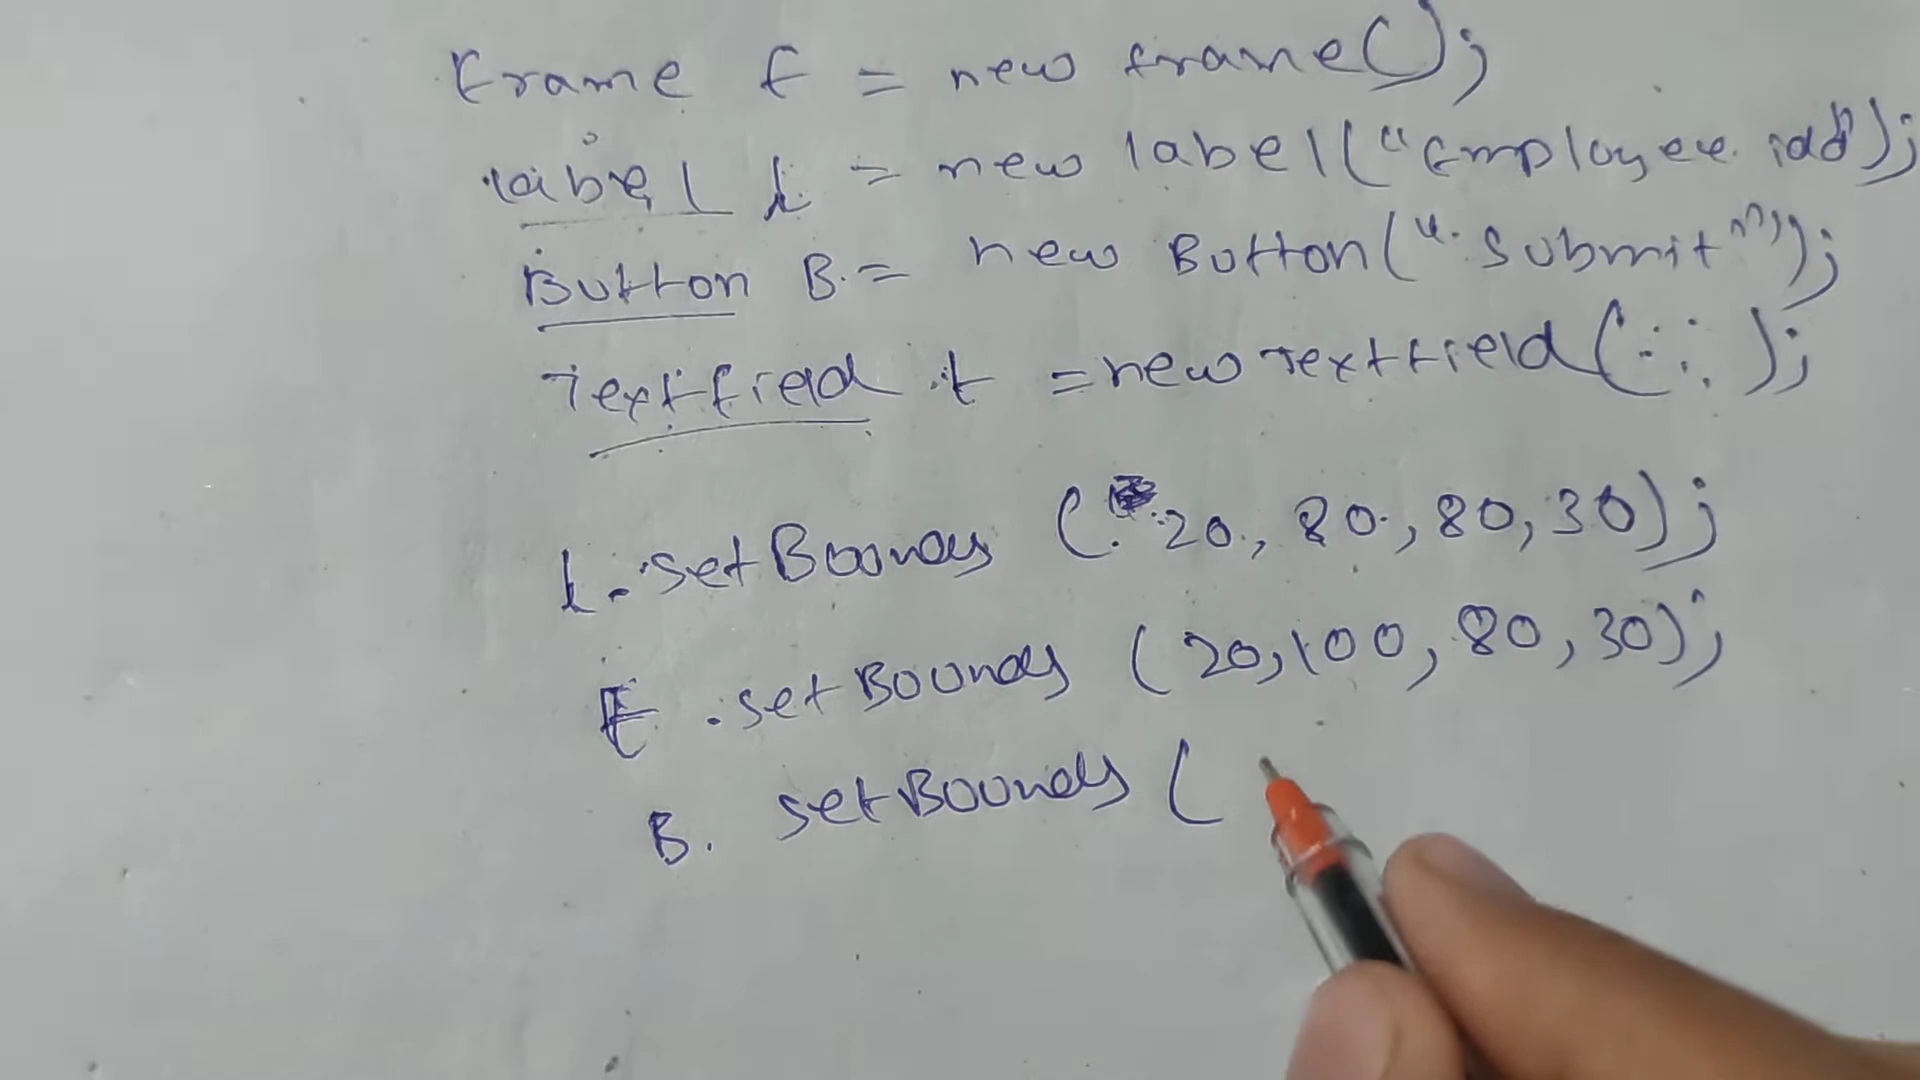 Frame f = new frame();
label l = new label("Employee id");
Button B = new Button("submit");
Textfield t = new Textfield( );
l.setBounds (20, 80, 80, 30);
t.setBounds (20, 100, 80, 30);
B. setBounds (